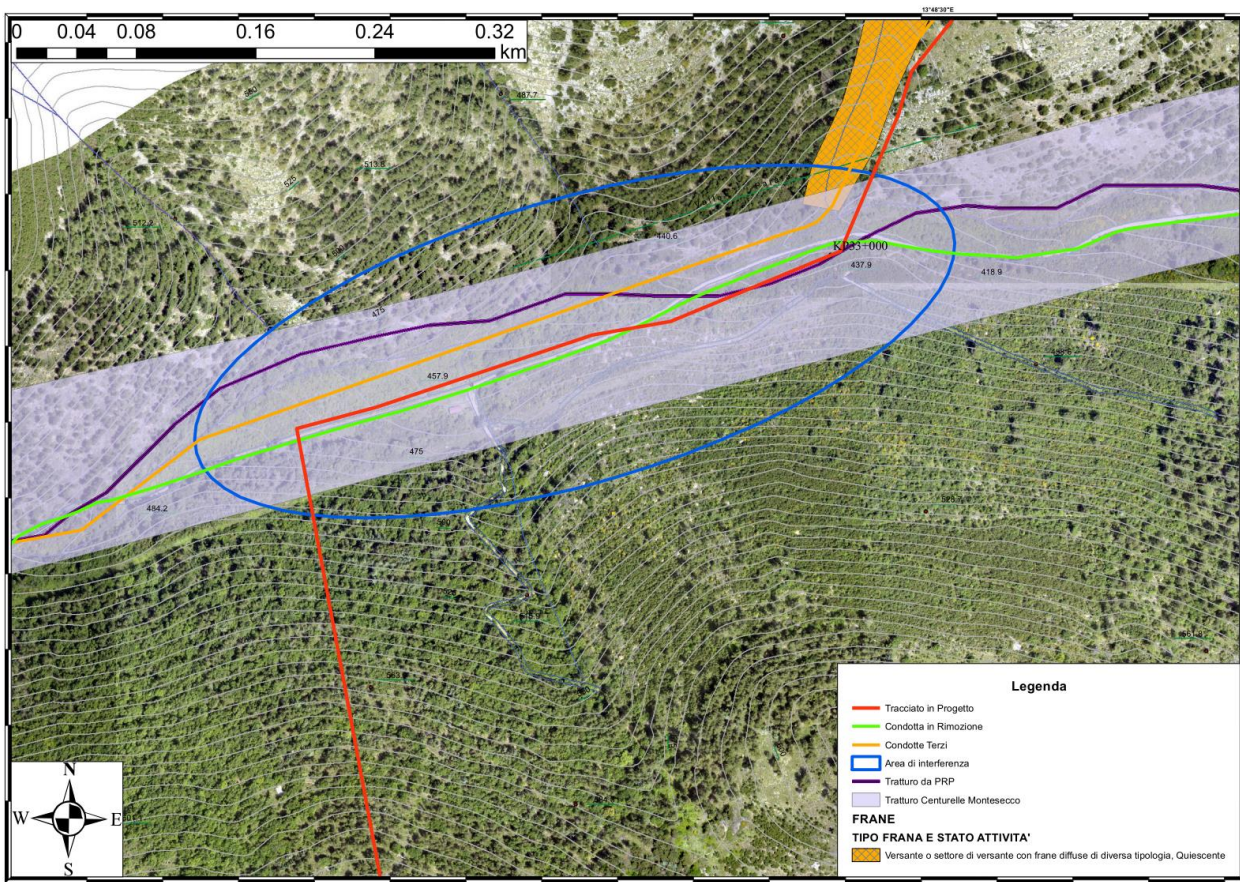 13°48'30"E
0 0.04 0.08 0.16 0.24 0.32
km
487.7
513.8
525
512.9
440.6
KP33+000
437.9
418.9
475
457.9
475
484.2
N
W E
S
Legenda
Tracciato in Progetto
Condotta in Rimozione
Condotte Terzi
Area di interferenza
Tratturo da PRP
Tratturo Centurelle Montesecco
FRANE
TIPO FRANA E STATO ATTIVITA'
Versante o settore di versante con frane diffuse di diversa tipologia, Quiescente